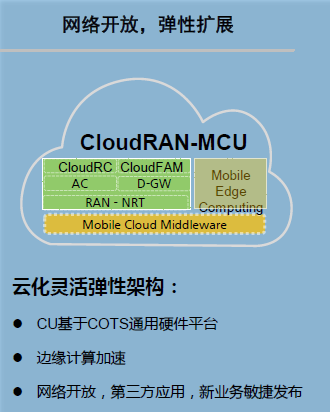 网络开放，弹性扩展
CloudRAN-MCU
CloudRC CloudFAM
AC D-GW
RAN - NRT
Mobile
Edge
Computing
Mobile Cloud Middleware
云化灵活弹性架构：
● CU基于COTS通用硬件平台
● 边缘计算加速
● 网络开放，第三方应用，新业务敏捷发布